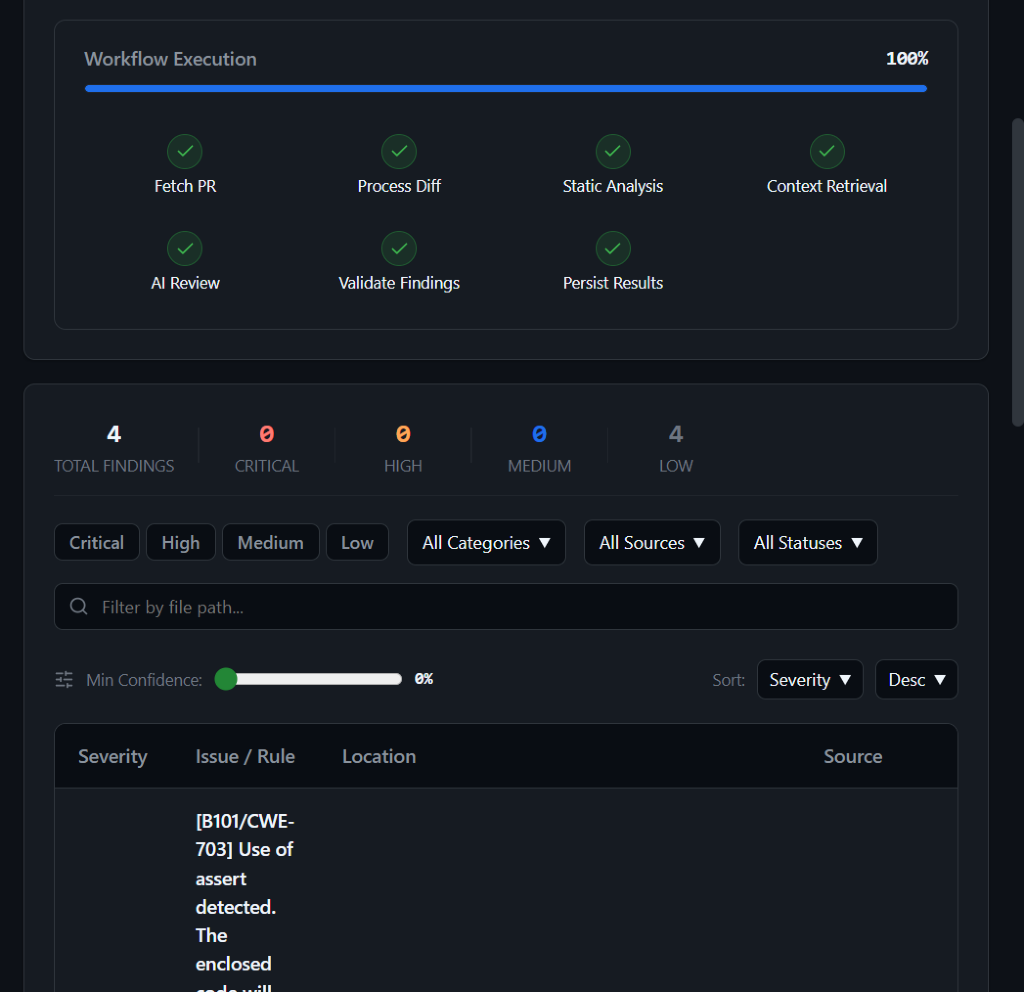 Workflow Execution 100%
Fetch PR Process Diff Static Analysis Context Retrieval
AI Review Validate Findings Persist Results
4 0 0 0 4
TOTAL FINDINGS CRITICAL HIGH MEDIUM LOW
Critical High Medium Low All Categories ▼ All Sources ▼ All Statuses ▼
Filter by file path...
Min Confidence: 0% Sort: Severity ▼ Desc ▼
Severity Issue / Rule Location Source
[B101/CWE-
703] Use of
assert
detected.
The
enclosed
code will